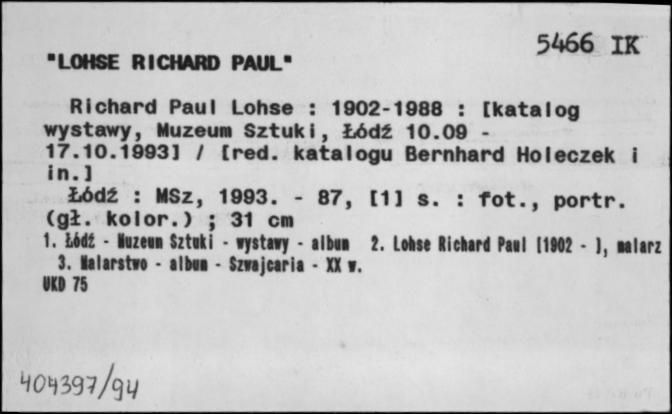 5466 IK
"LOHSE RICHARD PAUL"
Richard Paul Lohse : 1902-1988 : [katalog
wystawy, Muzeum Sztuki, Łódź 10.09 -
17.10.1993] / [red. katalogu Bernhard Holeczek i
in.]
Łódź : MSz, 1993. - 87, [1] s. : fot., portr.
(gł. kolor.) ; 31 cm
1. Łódź - Muzeum Sztuki - wystawy - album 2. Lohse Richard Paul [1902 - ], malarz
3. Malarstwo - album - Szwajcaria - XX w.
UKD 75
404397/94